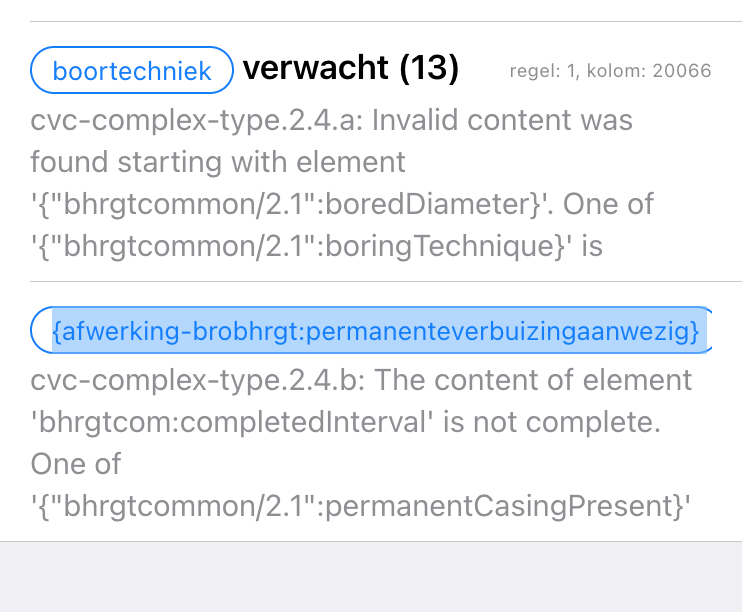 boortechniek verwacht (13) regel: 1, kolom: 20066
cvc-complex-type.2.4.a: Invalid content was
found starting with element
'{"bhrgtcommon/2.1":boredDiameter}'. One of
'{"bhrgtcommon/2.1":boringTechnique}' is
{afwerking-brobhrgt:permanenteverbuizingaanwezig}
cvc-complex-type.2.4.b: The content of element
'bhrgtcom:completedInterval' is not complete.
One of
'{"bhrgtcommon/2.1":permanentCasingPresent}'